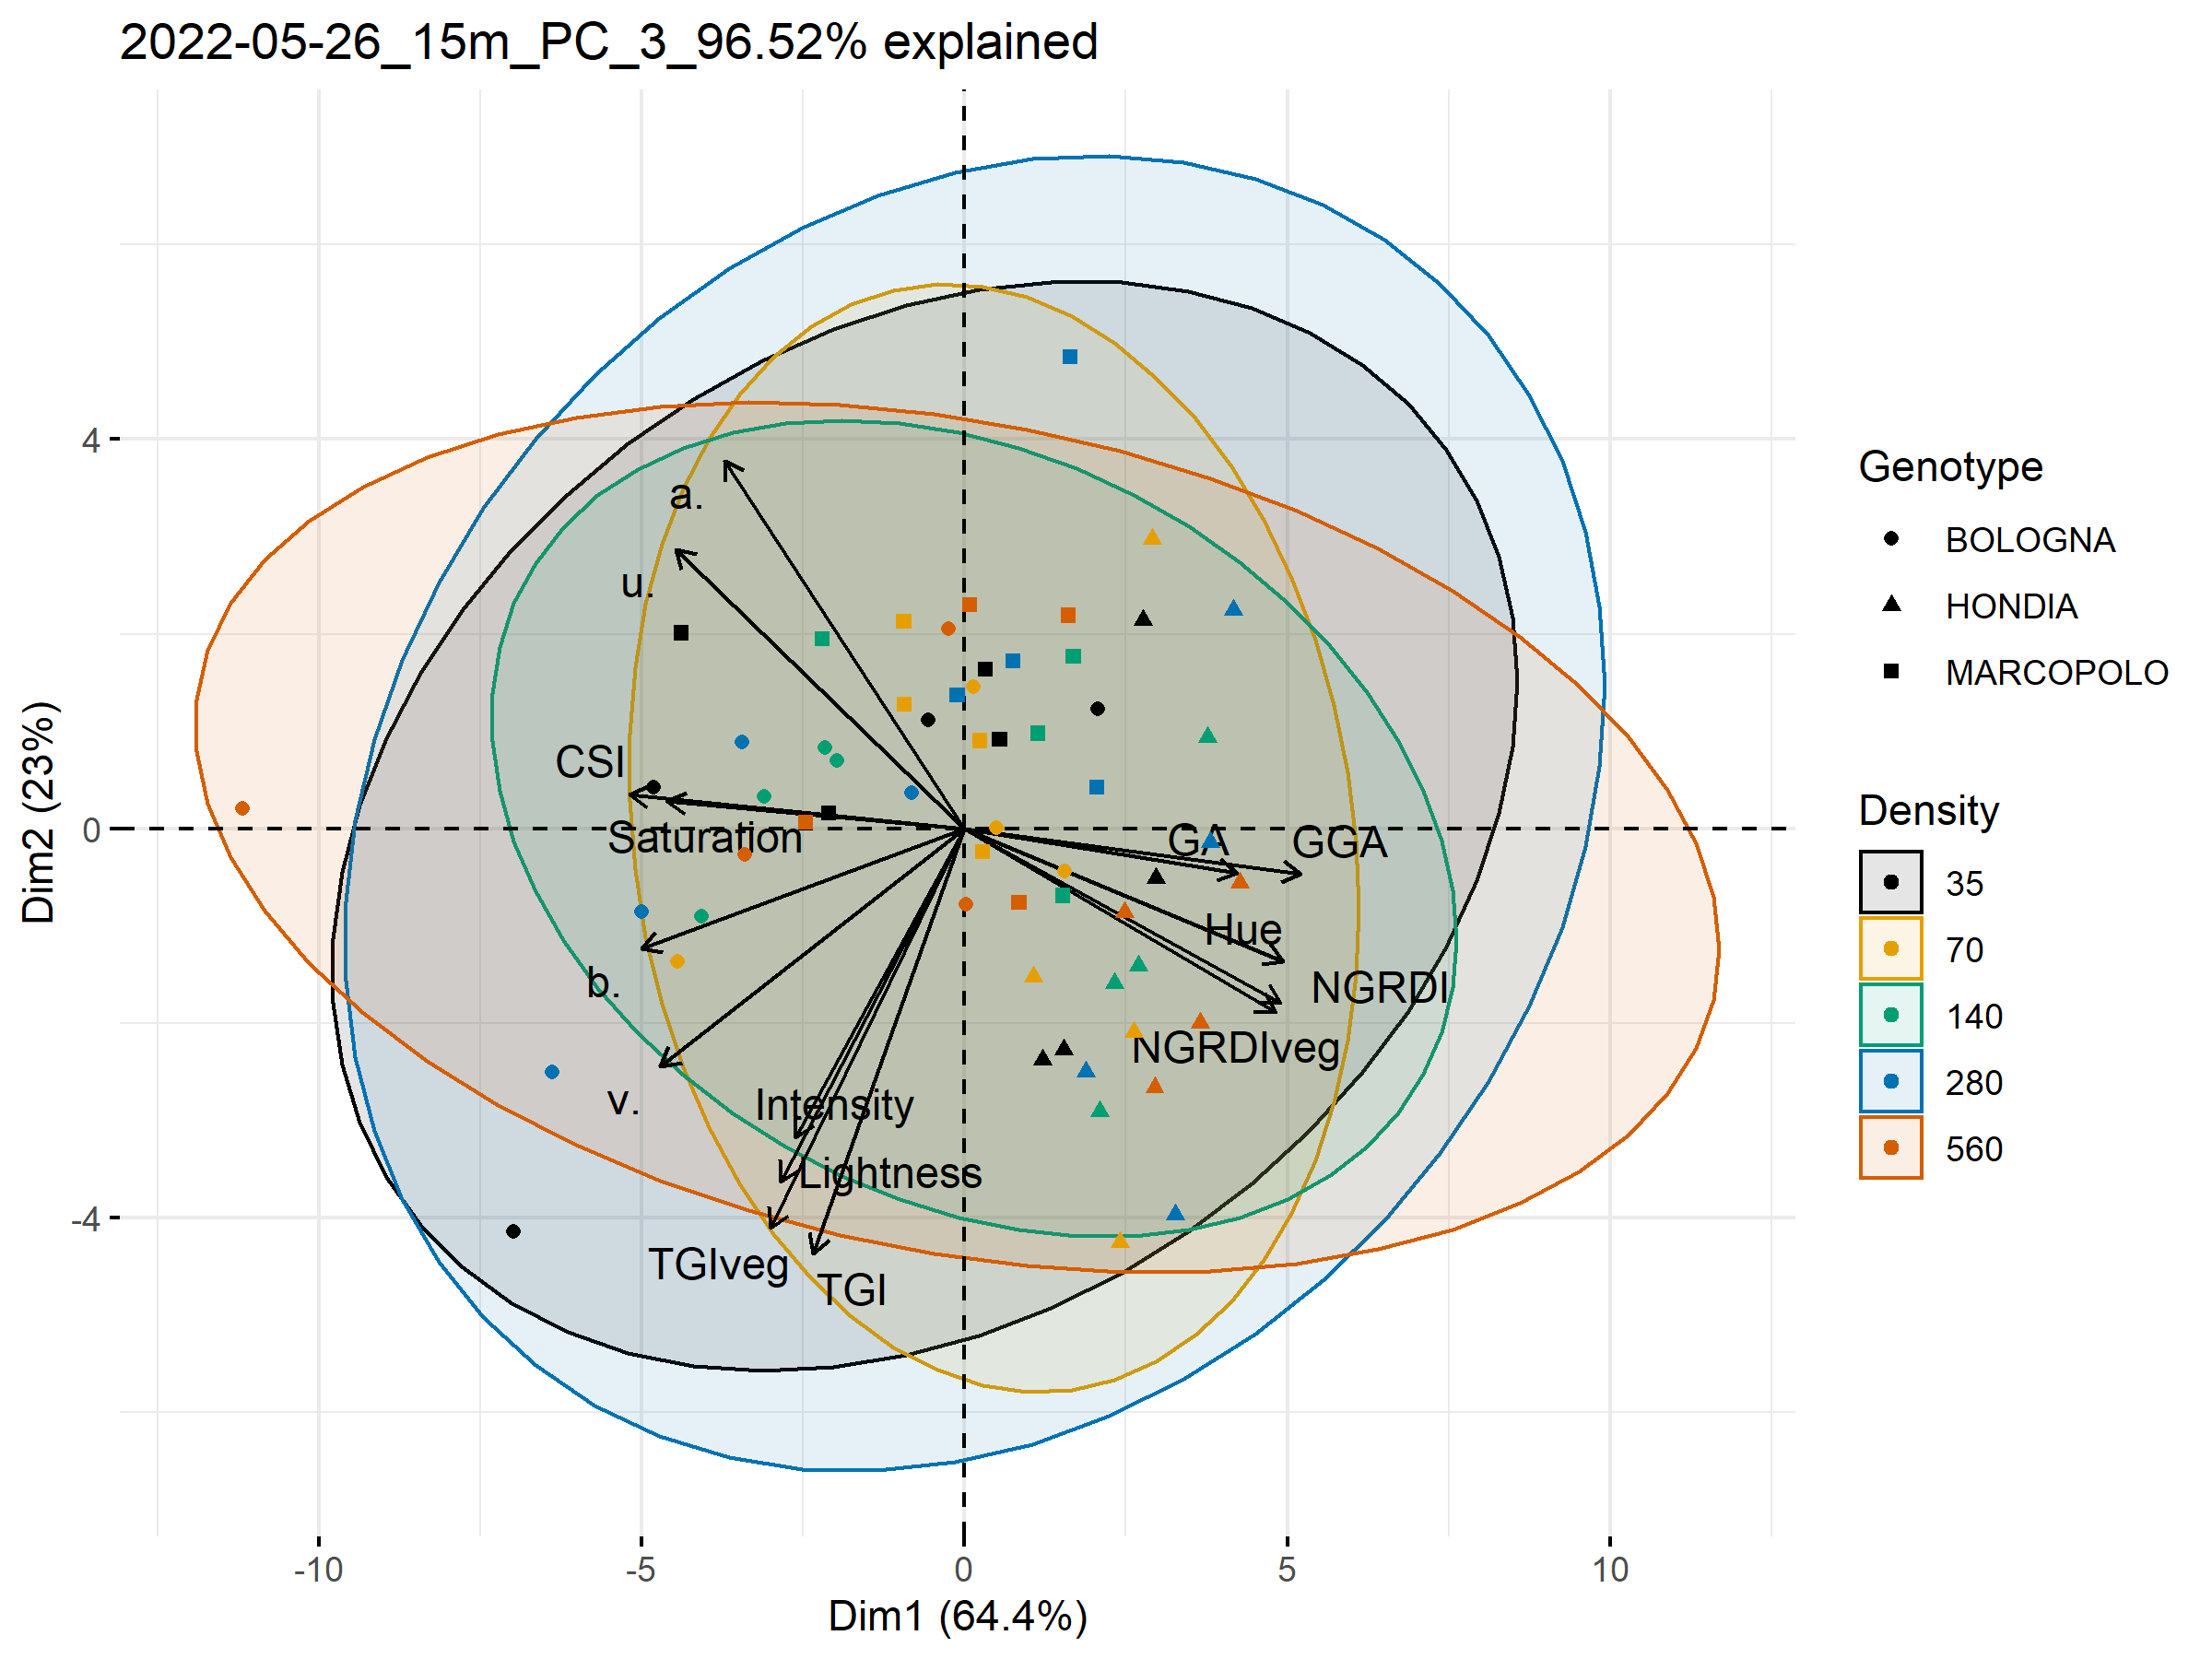 2022-05-26_15m_PC_3_96.52% explained
Dim2 (23%)
4
0
-4
a.
u.
CSI
Saturation
GA
GGA
Hue
b.
NGRDI
NGRDIveg
v.
Intensity
Lightness
TGIveg
TGI
-10
-5
0
5
10
Dim1 (64.4%)
Genotype
BOLOGNA
HONDIA
MARCOPOLO
Density
35
70
140
280
560